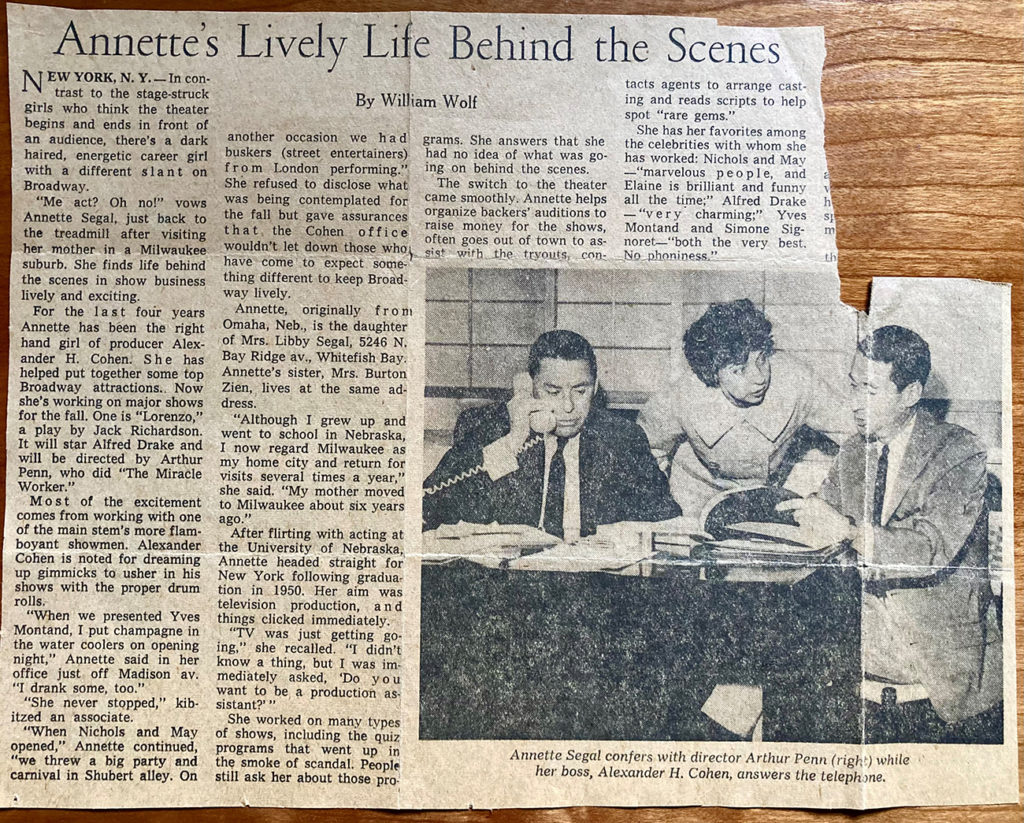 Annette's Lively Life Behind the Scenes
By William Wolf
NEW YORK, N. Y.—In con-
trast to the stage-struck
girls who think the theater
begins and ends in front of
an audience, there's a dark
haired, energetic career girl
with a different slant on
Broadway.
"Me act? Oh no!" vows
Annette Segal, just back to
the treadmill after visiting
her mother in a Milwaukee
suburb. She finds life behind
the scenes in show business
lively and exciting.
For the last four years
Annette has been the right
hand girl of producer Alex-
ander H. Cohen. She has
helped put together some top
Broadway attractions. Now
she's working on major shows
for the fall. One is "Lorenzo,"
a play by Jack Richardson.
It will star Alfred Drake and
will be directed by Arthur
Penn, who did "The Miracle
Worker."
Most of the excitement
comes from working with one
of the main stem's more flam-
boyant showmen. Alexander
Cohen is noted for dreaming
up gimmicks to usher in his
shows with the proper drum
rolls.
"When we presented Yves
Montand, I put champagne in
the water coolers on opening
night," Annette said in her
office just off Madison av.
"I drank some, too."
"She never stopped," kib-
itzed an associate.
"When Nichols and May
opened," Annette continued,
"we threw a big party and
carnival in Shubert alley. On
another occasion we had
buskers (street entertainers)
from London performing."
She refused to disclose what
was being contemplated for
the fall but gave assurances
that the Cohen office
wouldn't let down those who
have come to expect some-
thing different to keep Broad-
way lively.
Annette, originally from
Omaha, Neb., is the daughter
of Mrs. Libby Segal, 5246 N.
Bay Ridge av., Whitefish Bay.
Annette's sister, Mrs. Burton
Zien, lives at the same ad-
dress.
"Although I grew up and
went to school in Nebraska,
I now regard Milwaukee as
my home city and return for
visits several times a year,"
she said. "My mother moved
to Milwaukee about six years
ago."
After flirting with acting at
the University of Nebraska,
Annette headed straight for
New York following gradua-
tion in 1950. Her aim was
television production, and
things clicked immediately.
"TV was just getting go-
ing," she recalled. "I didn't
know a thing, but I was im-
mediately asked, 'Do you
want to be a production as-
sistant?'"
She worked on many types
of shows, including the quiz
programs that went up in
the smoke of scandal. People
still ask her about those pro-
grams. She answers that she
had no idea of what was go-
ing on behind the scenes.
The switch to the theater
came smoothly. Annette helps
organize backers' auditions to
raise money for the shows,
often goes out of town to as-
sist with the tryouts, con-
tacts agents to arrange cast-
ing and reads scripts to help
spot "rare gems."
She has her favorites among
the celebrities with whom she
has worked: Nichols and May
—"marvelous people, and
Elaine is brilliant and funny
all the time;" Alfred Drake
—"very charming;" Yves
Montand and Simone Sig-
noret—"both the very best.
No phoniness."
Annette Segal confers with director Arthur Penn (right) while
her boss, Alexander H. Cohen, answers the telephone.